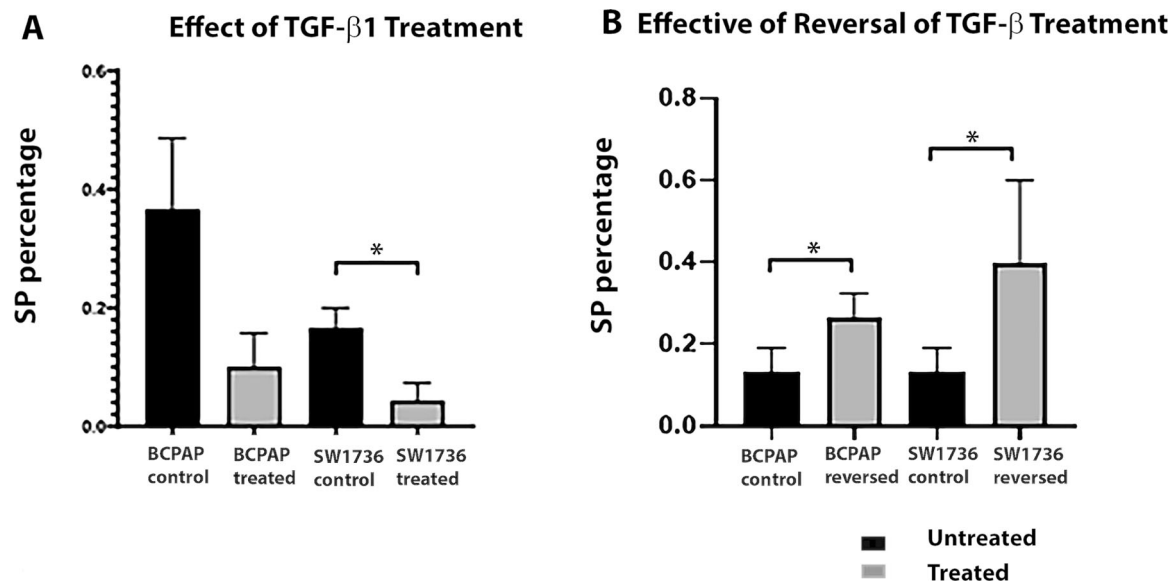 A Effect of TGF-β1 Treatment
SP percentage
0.6
0.4
0.2
0.0
*
BCPAP control
BCPAP treated
SW1736 control
SW1736 treated
B Effective of Reversal of TGF-β Treatment
SP percentage
0.8
0.6
0.4
0.2
0.0
*
*
BCPAP control
BCPAP reversed
SW1736 control
SW1736 reversed
Untreated
Treated